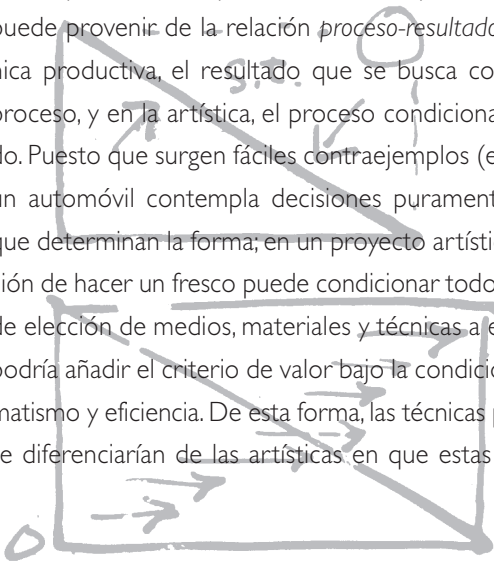 puede provenir de la relación proceso-resultado
nica productiva, el resultado que se busca co
proceso, y en la artística, el proceso condiciona
do. Puesto que surgen fáciles contraejemplos (e
un automóvil contempla decisiones purament
que determinan la forma; en un proyecto artísti
ión de hacer un fresco puede condicionar todo
de elección de medios, materiales y técnicas a e
podría añadir el criterio de valor bajo la condici
matismo y eficiencia. De esta forma, las técnicas p
e diferenciarían de las artísticas en que estas